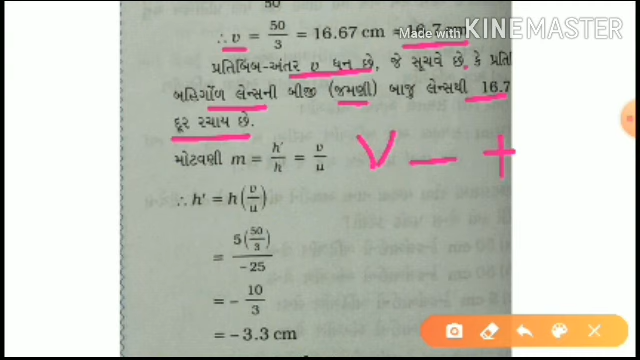 50
∴ v = 50/3 = 16.67 cm = 16.7 cm
Made with KINEMASTER
પ્રતિબિંબ-અંતર v ધન છે, જે સૂચવે છે. કે પ્રતિ
બહિર્ગોળ લેન્સની બીજી (જમણી) બાજુ લેન્સથી 16.7
દૂર રચાય છે.
મોટવણી m = h'/h = v/u
V — +
∴ h' = h(v/u)
= 5(50/3)/-25
= -10/3
= -3.3 cm